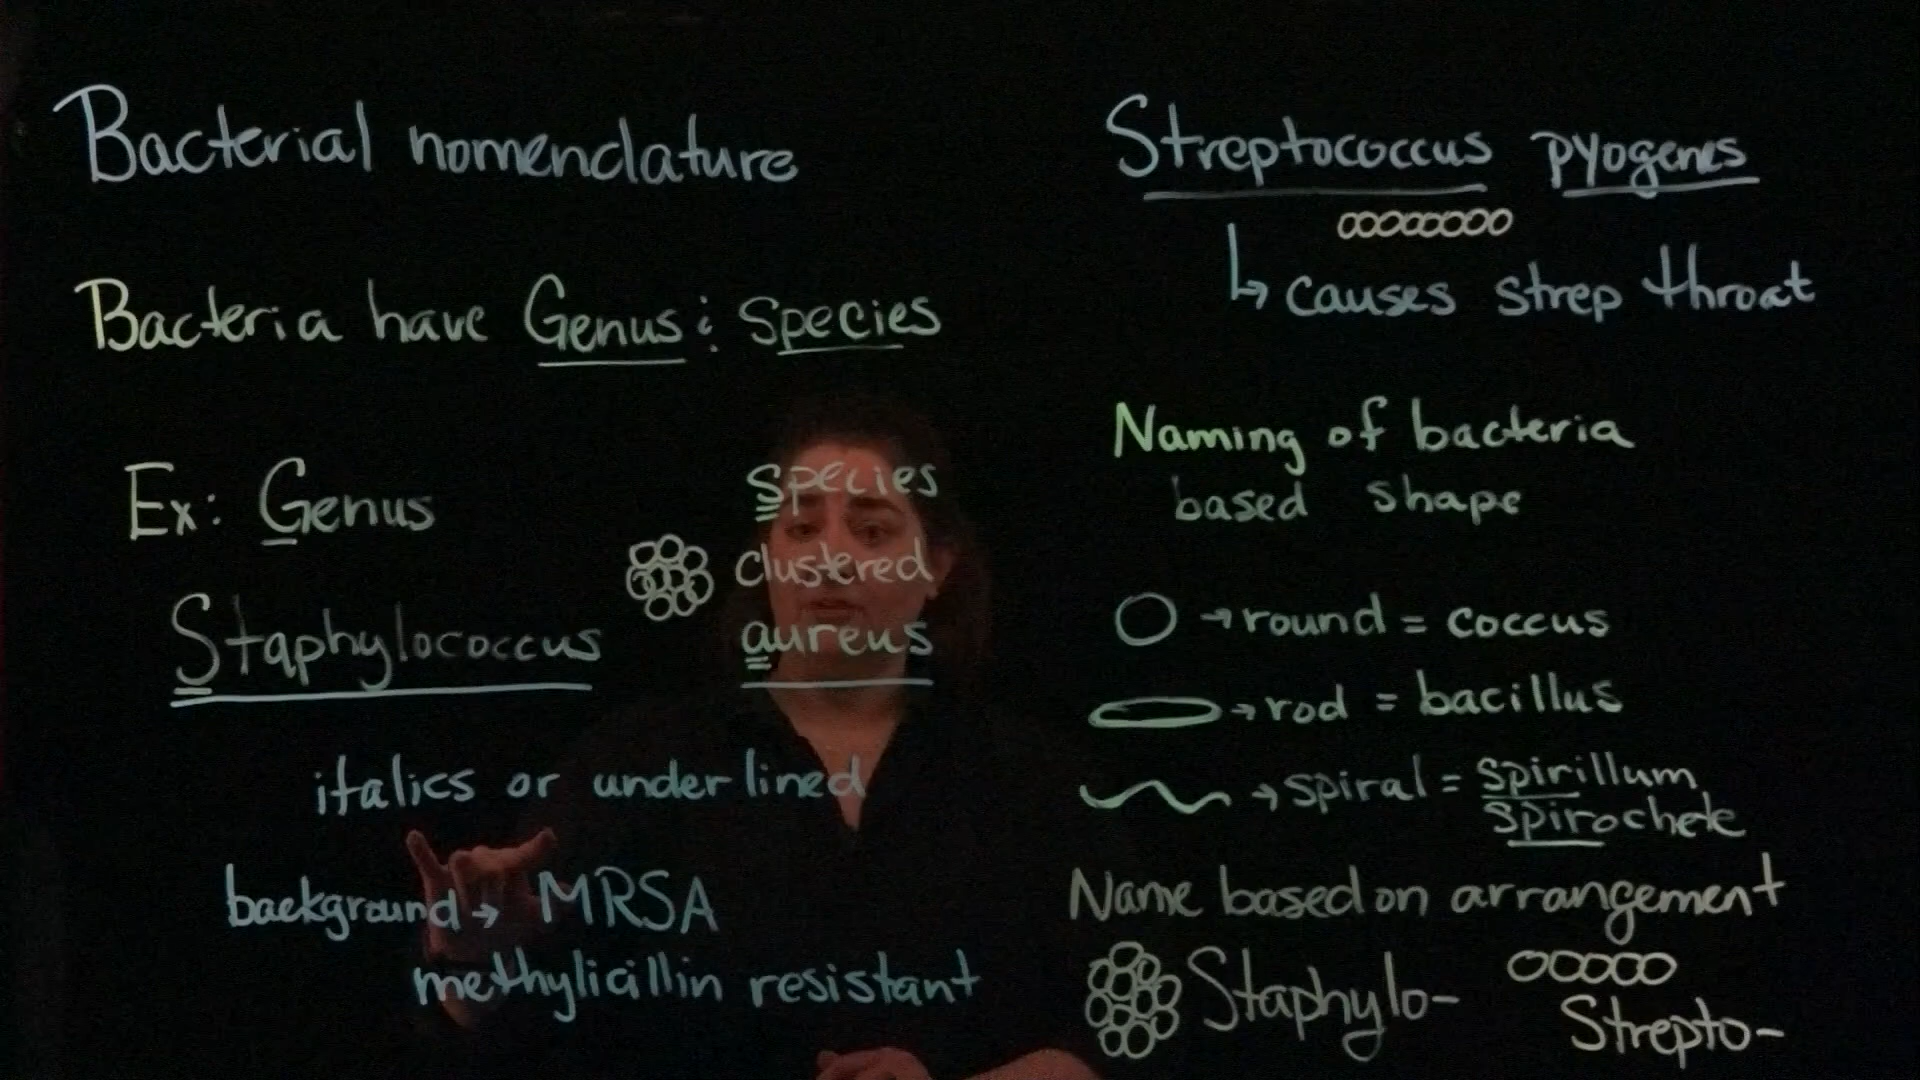 Bacterial nomenclature
Bacteria have Genus & Species
Ex: Genus
Species
clustered
Staphylococcus
aureus
italics or underlined
background → MRSA
methylicillin resistant
Streptococcus pyogenes
↳ causes strep throat
Naming of bacteria
based shape
→ round = coccus
→ rod = bacillus
→ spiral = spirillum,
spirochete
Name based on arrangement
Staphylo-
Strepto-